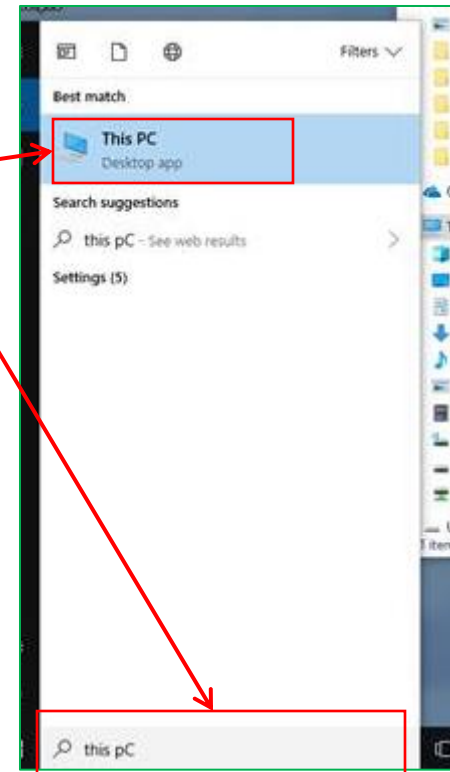 Filters
Best match
This PC
Desktop app
Search suggestions
this pC - See web results
Settings (5)
this pC